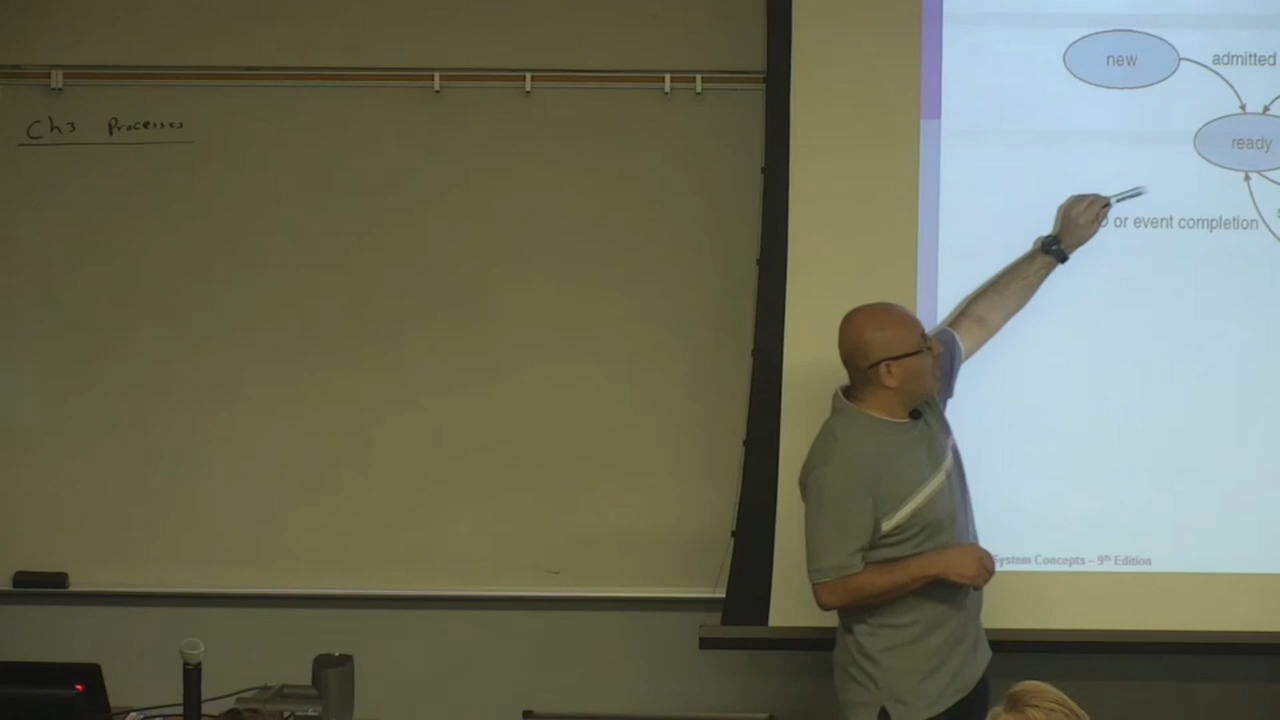 Ch3 Processes
new
admitted
ready
or event completion
System Concepts – 9th Edition